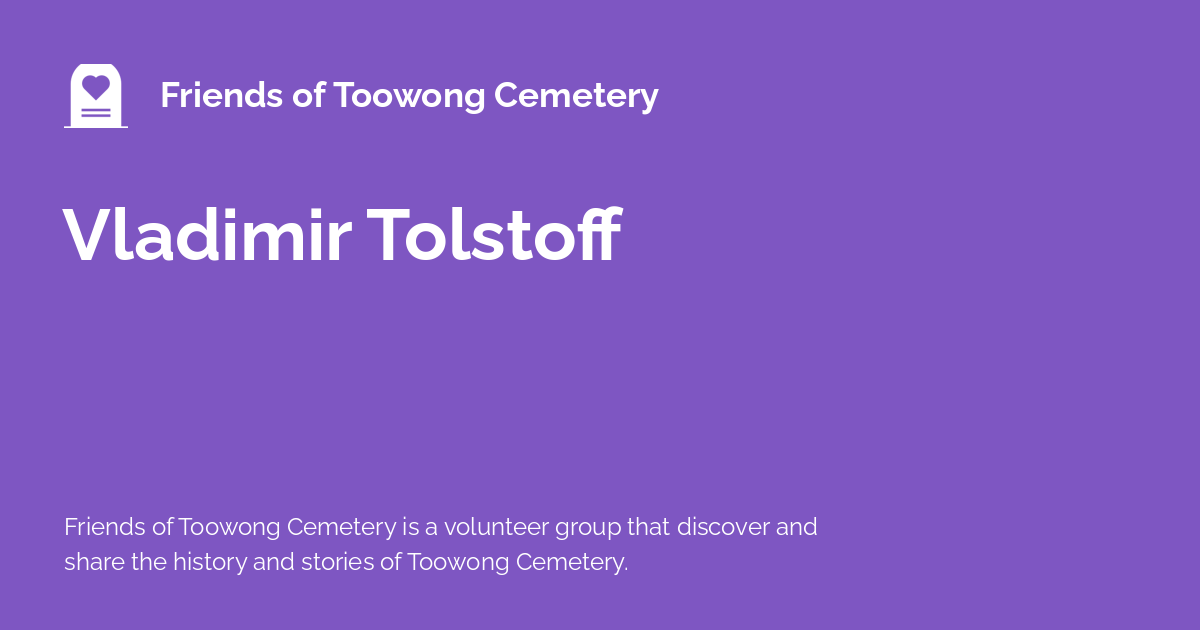 Friends of Toowong Cemetery
Vladimir Tolstoff
Friends of Toowong Cemetery is a volunteer group that discover and
share the history and stories of Toowong Cemetery.